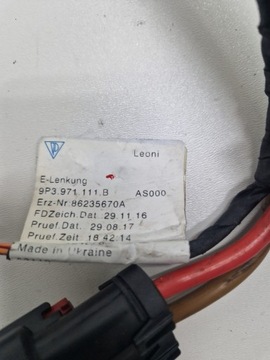 Leoni
E-Lenkung
9P3.971.111.B AS000
Erz-Nr 86235670A
FDZeich.Dat. 29.11.16
Pruef.Dat. 29.08.17
Pruef.Zeit 18.42.14
Made in Ukraine